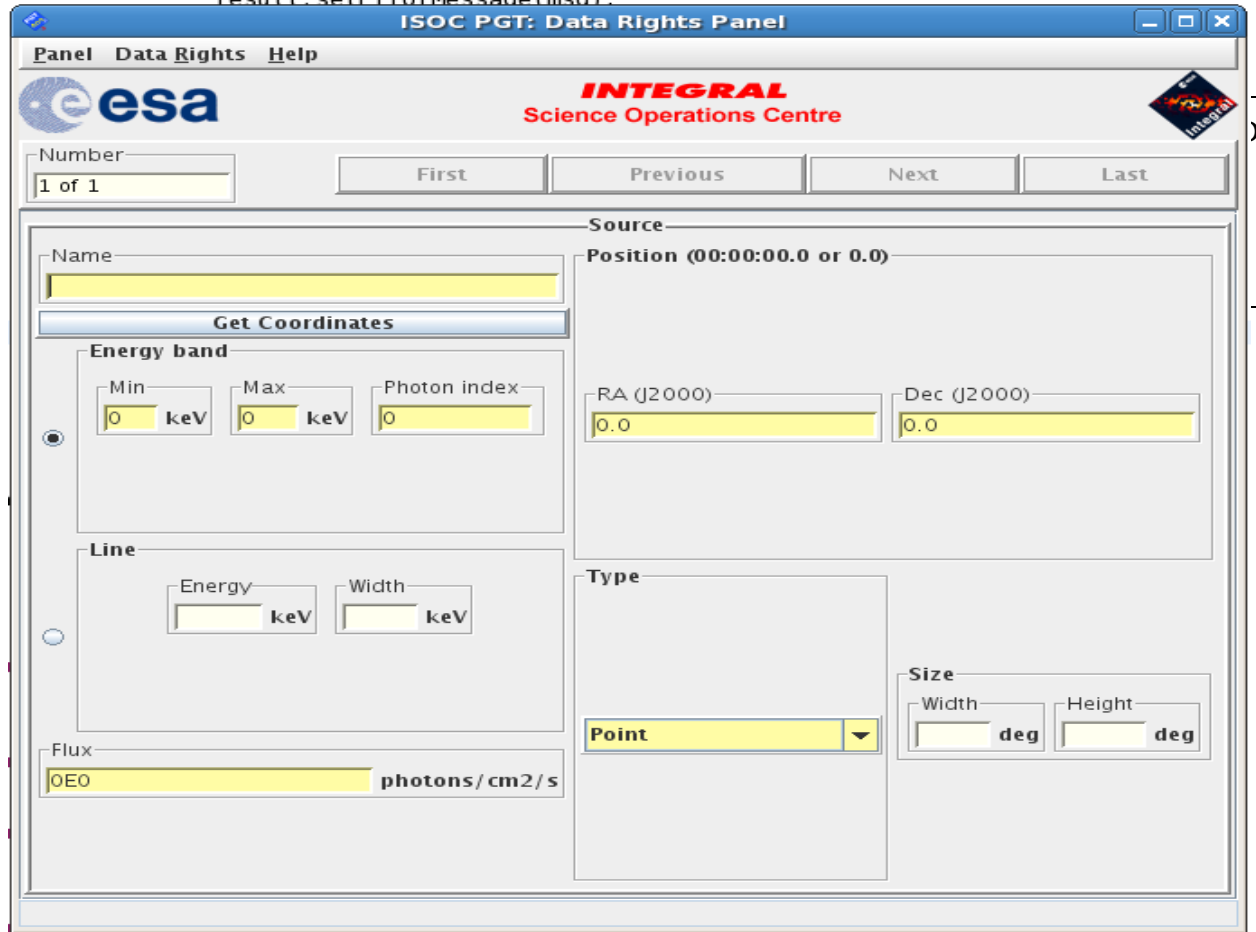 ISOC PGT: Data Rights Panel
Panel Data Rights Help
esa
INTEGRAL
Science Operations Centre
Integral
Number
1 of 1
First Previous Next Last
Source
Name
Position (00:00:00.0 or 0.0)
Get Coordinates
Energy band
Min Max Photon index
0 keV 0 keV 0
RA (J2000) Dec (J2000)
0.0 0.0
Line
Energy Width
keV keV
Type
Point
Size
Width Height
deg deg
Flux
0E0 photons/cm2/s